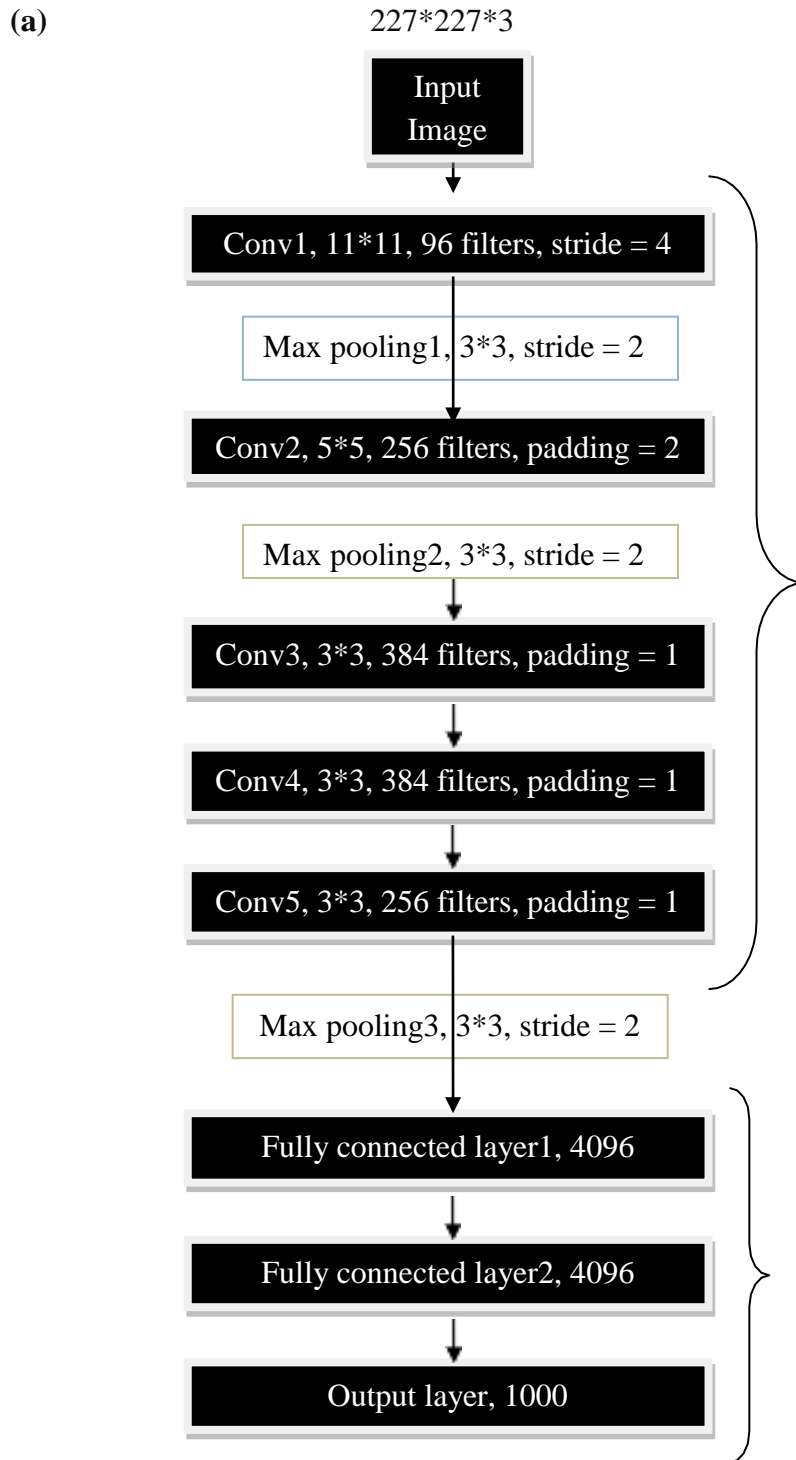 (a)
227*227*3
Input
Image
Conv1, 11*11, 96 filters, stride = 4
Max pooling1, 3*3, stride = 2
Conv2, 5*5, 256 filters, padding = 2
Max pooling2, 3*3, stride = 2
Conv3, 3*3, 384 filters, padding = 1
Conv4, 3*3, 384 filters, padding = 1
Conv5, 3*3, 256 filters, padding = 1
Max pooling3, 3*3, stride = 2
Fully connected layer1, 4096
Fully connected layer2, 4096
Output layer, 1000